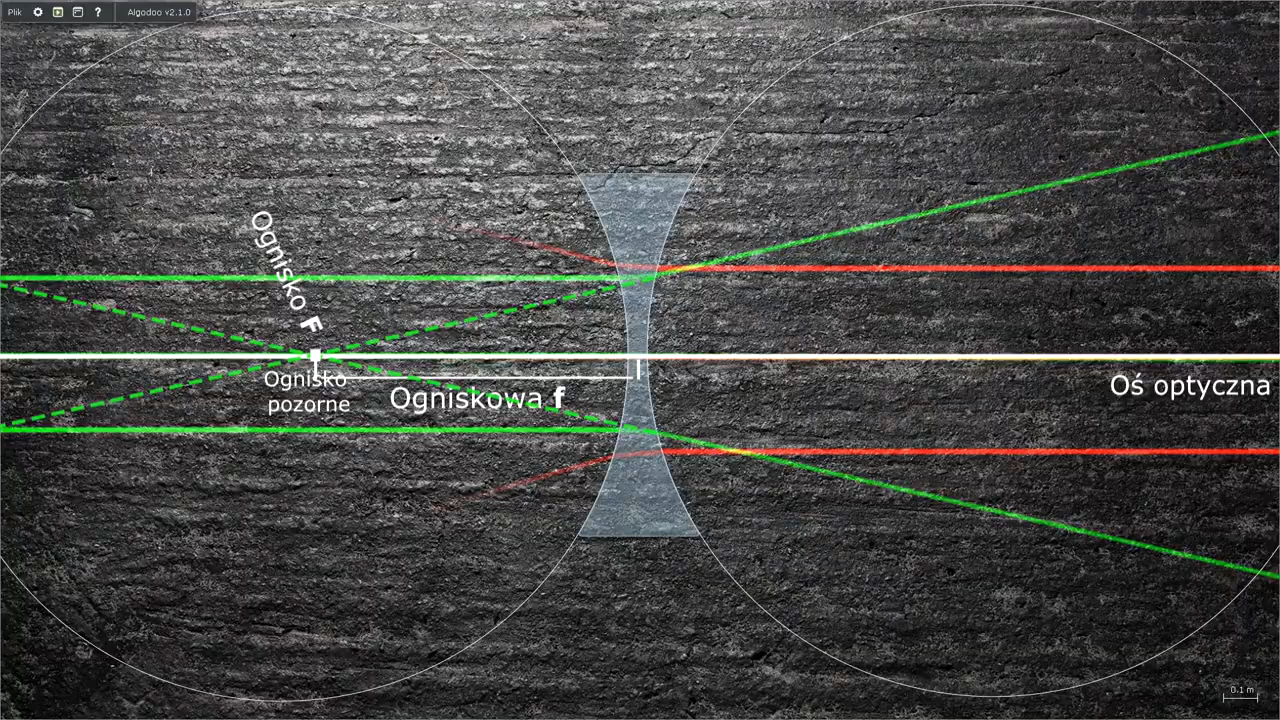 Plik ? Algodoo v2.1.0
Ognisko F
Ognisko
pozorne
Ogniskowa f
Oś optyczna
0.1 m